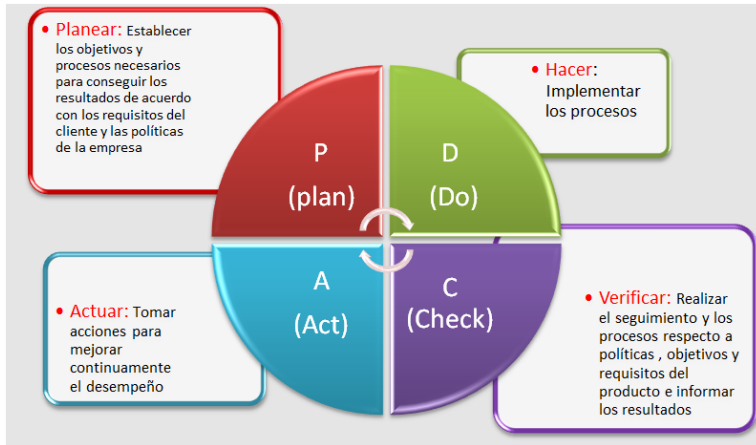 • Planear: Establecer
los objetivos y
procesos necesarios
para conseguir los
resultados de acuerdo
con los requisitos del
cliente y las políticas
de la empresa
• Hacer:
Implementar
los procesos
P
(plan)
D
(Do)
A
(Act)
C
(Check)
• Actuar: Tomar
acciones para
mejorar
continuamente
el desempeño
• Verificar: Realizar
el seguimiento y los
procesos respecto a
políticas , objetivos y
requisitos del
producto e informar
los resultados